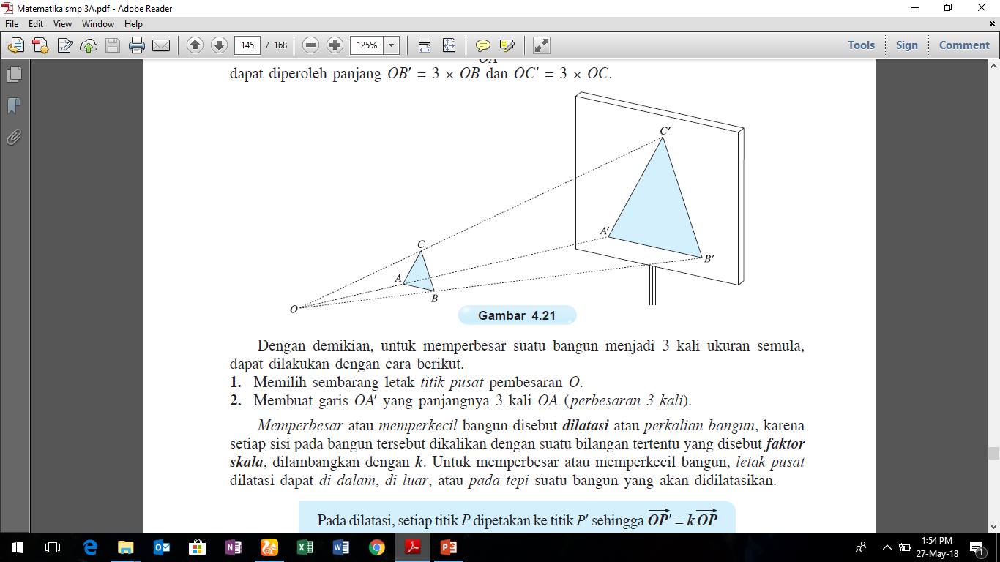 Matematika smp 3A.pdf - Adobe Reader
File Edit View Window Help
145 / 168 125% Tools Sign Comment
OA
dapat diperoleh panjang OB′ = 3 × OB dan OC′ = 3 × OC.
C′
A′
B′
C
A
B
O
Gambar 4.21
Dengan demikian, untuk memperbesar suatu bangun menjadi 3 kali ukuran semula,
dapat dilakukan dengan cara berikut.
1. Memilih sembarang letak titik pusat pembesaran O.
2. Membuat garis OA′ yang panjangnya 3 kali OA (perbesaran 3 kali).
Memperbesar atau memperkecil bangun disebut dilatasi atau perkalian bangun, karena
setiap sisi pada bangun tersebut dikalikan dengan suatu bilangan tertentu yang disebut faktor
skala, dilambangkan dengan k. Untuk memperbesar atau memperkecil bangun, letak pusat
dilatasi dapat di dalam, di luar, atau pada tepi suatu bangun yang akan didilatasikan.
Pada dilatasi, setiap titik P dipetakan ke titik P′ sehingga OP′ = k OP
1:54 PM
27-May-18
1